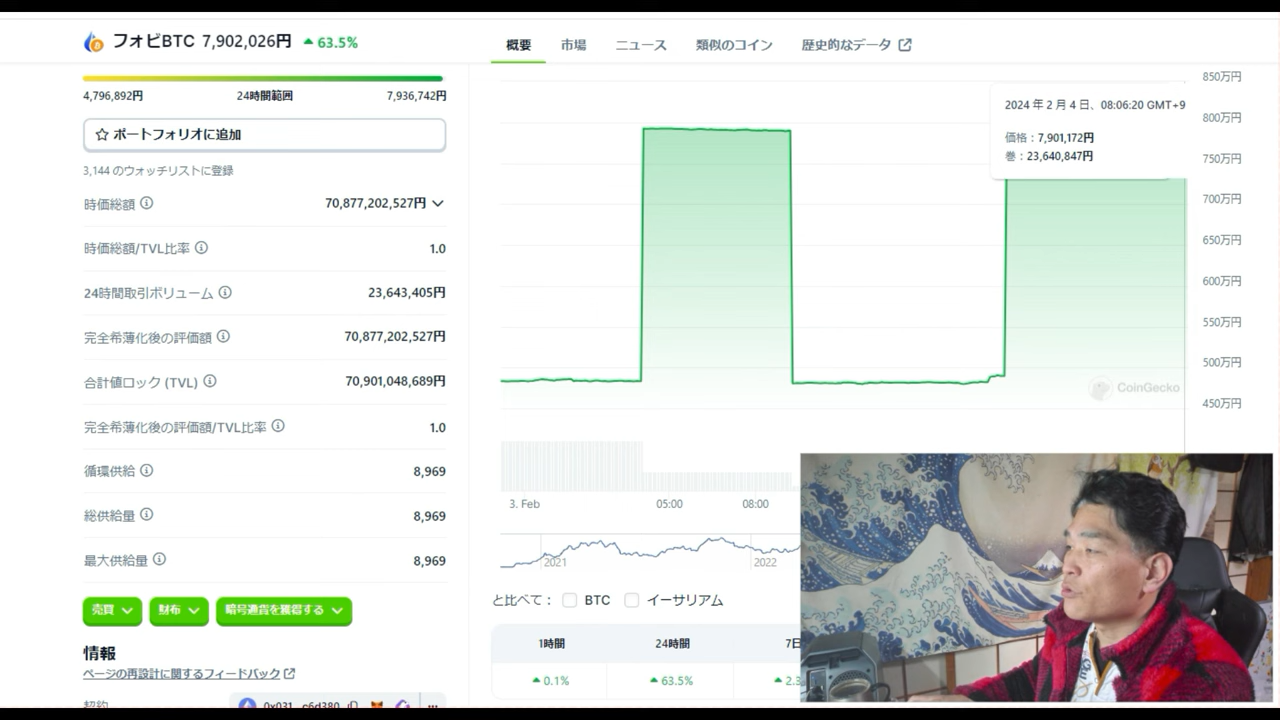 フォビBTC 7,902,026円 ▲ 63.5%
4,796,892円 24時間範囲 7,936,742円
☆ ポートフォリオに追加
3,144 のウォッチリストに登録
時価総額 70,877,202,527円
時価総額/TVL比率 1.0
24時間取引ボリューム 23,643,405円
完全希薄化後の評価額 70,877,202,527円
合計値ロック (TVL) 70,901,048,689円
完全希薄化後の評価額/TVL比率 1.0
循環供給 8,969
総供給量 8,969
最大供給量 8,969
売買 財布 暗号通貨を獲得する
情報
ページの再設計に関するフィードバック
契約 0x031...c6d380
概要 市場 ニュース 類似のコイン 歴史的なデータ
2024 年 2 月 4 日、08:06:20 GMT+9
価格：7,901,172円
巻：23,640,847円
850万円
800万円
750万円
700万円
650万円
600万円
550万円
500万円
450万円
CoinGecko
3. Feb 05:00 08:00
2021 2022
と比べて： BTC イーサリアム
1時間 24時間 7日
▲ 0.1% ▲ 63.5% ▲ 2.3